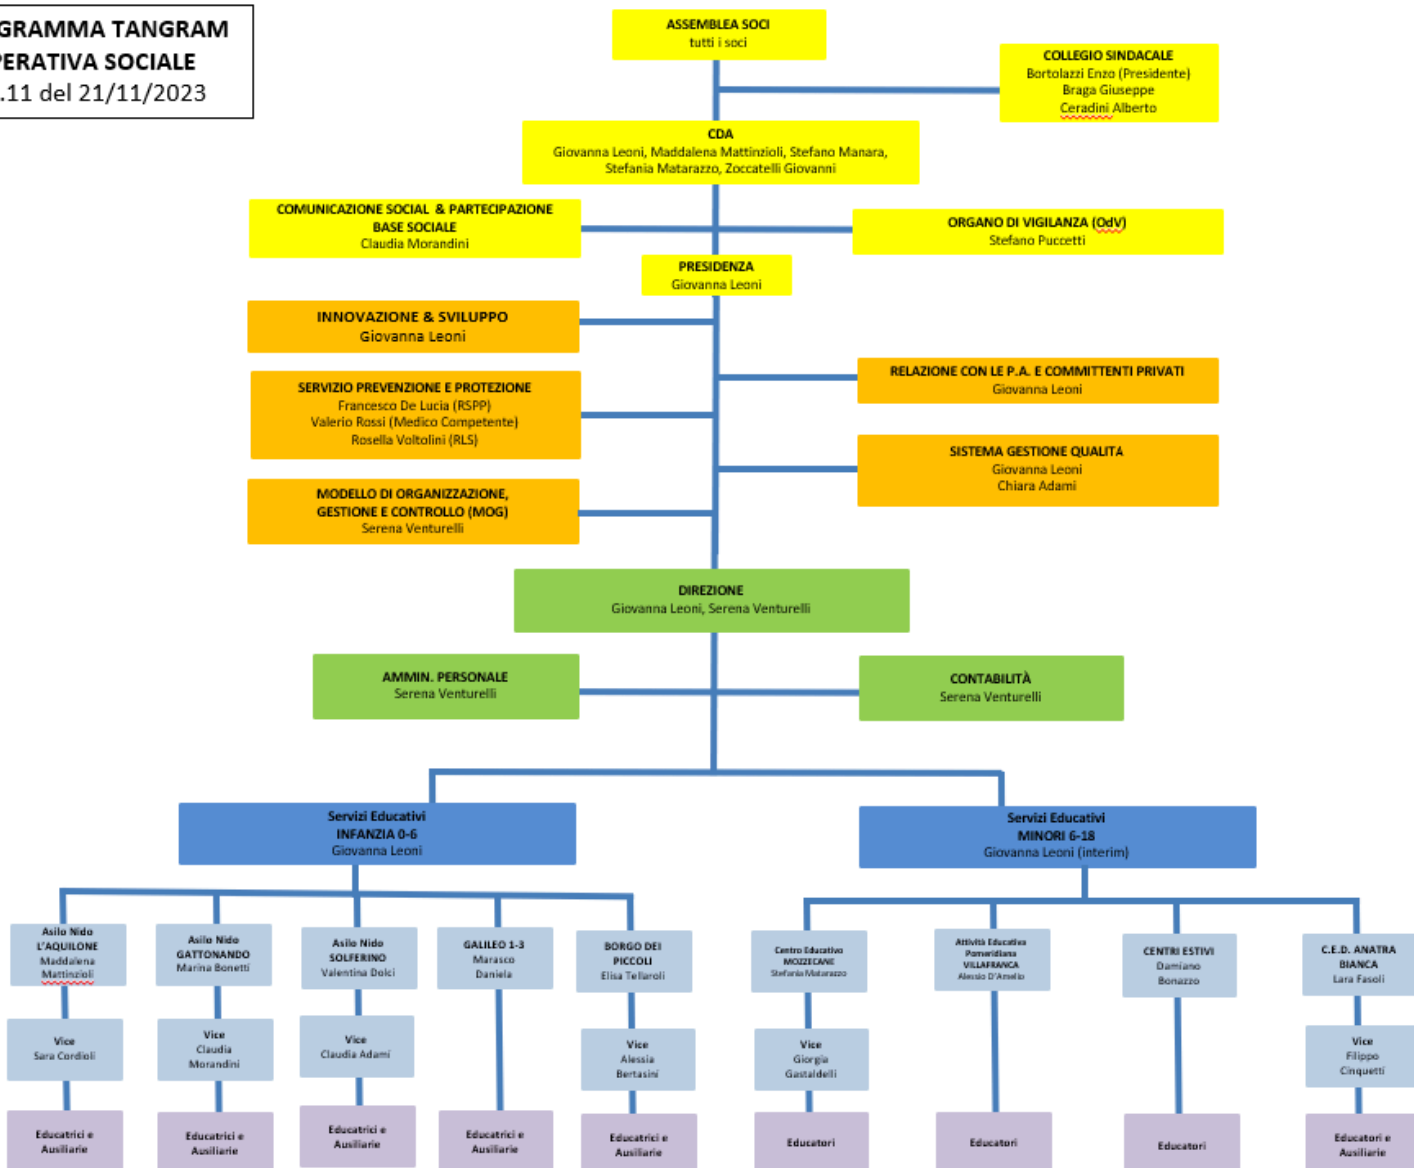 GRAMMA TANGRAM
PERATIVA SOCIALE
.11 del 21/11/2023
ASSEMBLEA SOCI
tutti i soci
COLLEGIO SINDACALE
Bortolazzi Enzo (Presidente)
Braga Giuseppe
Ceradini Alberto
CDA
Giovanna Leoni, Maddalena Mattinzioli, Stefano Manara,
Stefania Matarazzo, Zoccatelli Giovanni
COMUNICAZIONE SOCIAL & PARTECIPAZIONE
BASE SOCIALE
Claudia Morandini
ORGANO DI VIGILANZA (OdV)
Stefano Puccetti
PRESIDENZA
Giovanna Leoni
INNOVAZIONE & SVILUPPO
Giovanna Leoni
RELAZIONE CON LE P.A. E COMMITTENTI PRIVATI
Giovanna Leoni
SERVIZIO PREVENZIONE E PROTEZIONE
Francesco De Lucia (RSPP)
Valerio Rossi (Medico Competente)
Rosella Voltolini (RLS)
SISTEMA GESTIONE QUALITA
Giovanna Leoni
Chiara Adami
MODELLO DI ORGANIZZAZIONE,
GESTIONE E CONTROLLO (MOG)
Serena Venturelli
DIREZIONE
Giovanna Leoni, Serena Venturelli
AMMIN. PERSONALE
Serena Venturelli
CONTABILITÀ
Serena Venturelli
Servizi Educativi
INFANZIA 0-6
Giovanna Leoni
Servizi Educativi
MINORI 6-18
Giovanna Leoni (interim)
Asilo Nido
L'AQUILONE
Maddalena
Mattinzioli
Asilo Nido
GATTONANDO
Marina Bonetti
Asilo Nido
SOLFERINO
Valentina Dolci
GALILEO 1-3
Marasco
Daniela
BORGO DEI
PICCOLI
Elisa Tellaroli
Centro Educativo
MOZZECANE
Stefania Matarazzo
Attività Educativa
Pomeridiana
VILLAFRANCA
Alessio D'Amelio
CENTRI ESTIVI
Damiano
Bonazzo
C.E.D. ANATRA
BIANCA
Lara Fasoli
Vice
Sara Cordioli
Vice
Claudia
Morandini
Vice
Claudia Adami
Vice
Alessia
Bertasini
Vice
Giorgia
Gastaldelli
Vice
Filippo
Cinquetti
Educatrici e
Ausiliarie
Educatrici e
Ausiliarie
Educatrici e
Ausiliarie
Educatrici e
Ausiliarie
Educatrici e
Ausiliarie
Educatori
Educatori
Educatori
Educatori e
Ausiliarie